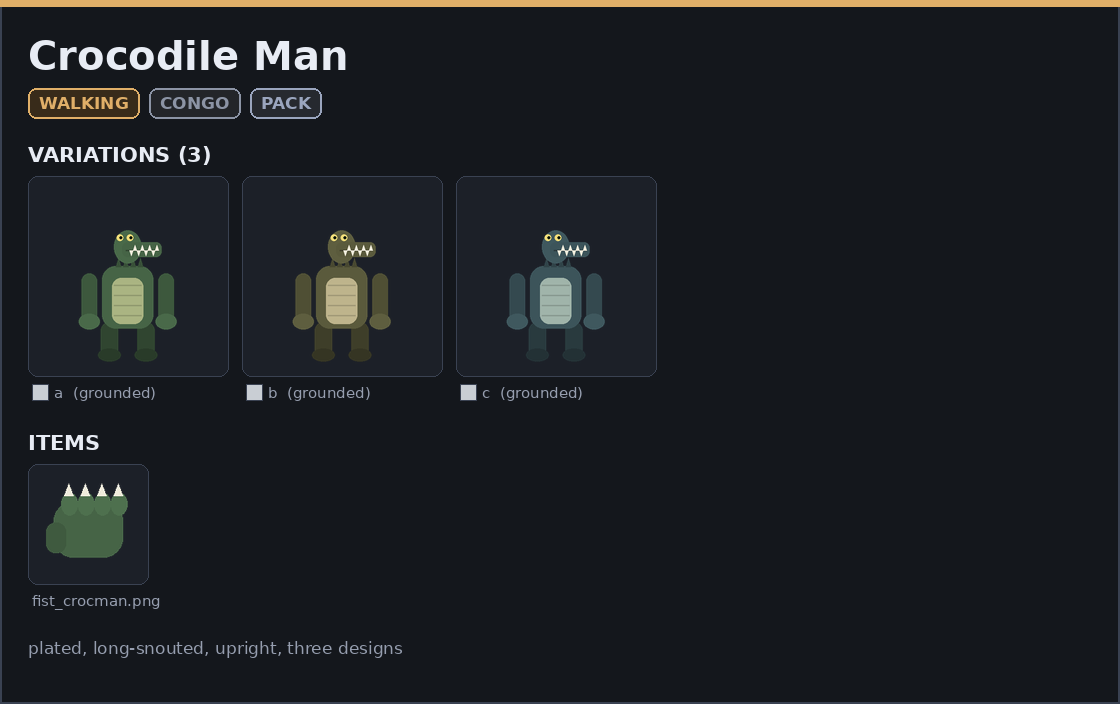 Crocodile Man
WALKING CONGO PACK
VARIATIONS (3)
a (grounded) b (grounded) c (grounded)
ITEMS
fist_crocman.png
plated, long-snouted, upright, three designs